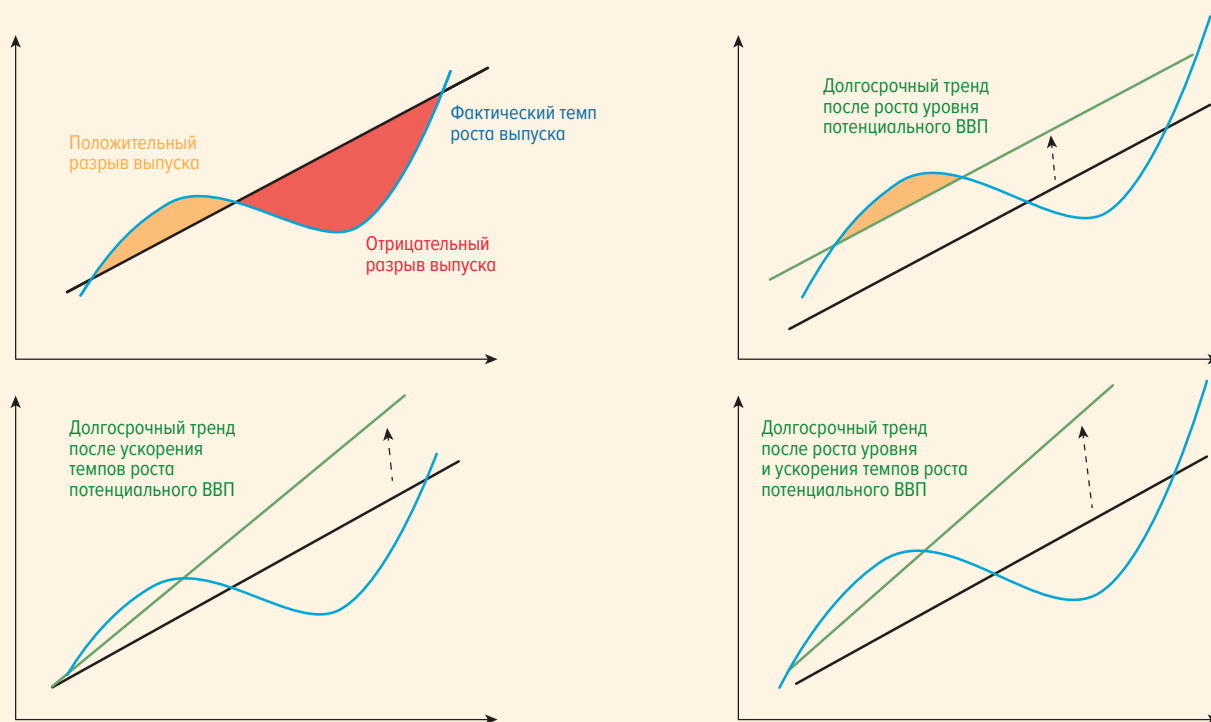 Положительный
разрыв выпуска
Фактический темп
роста выпуска
Отрицательный
разрыв выпуска
Долгосрочный тренд
после роста уровня
потенциального ВВП
Долгосрочный тренд
после ускорения
темпов роста
потенциального ВВП
Долгосрочный тренд
после роста уровня
и ускорения темпов роста
потенциального ВВП